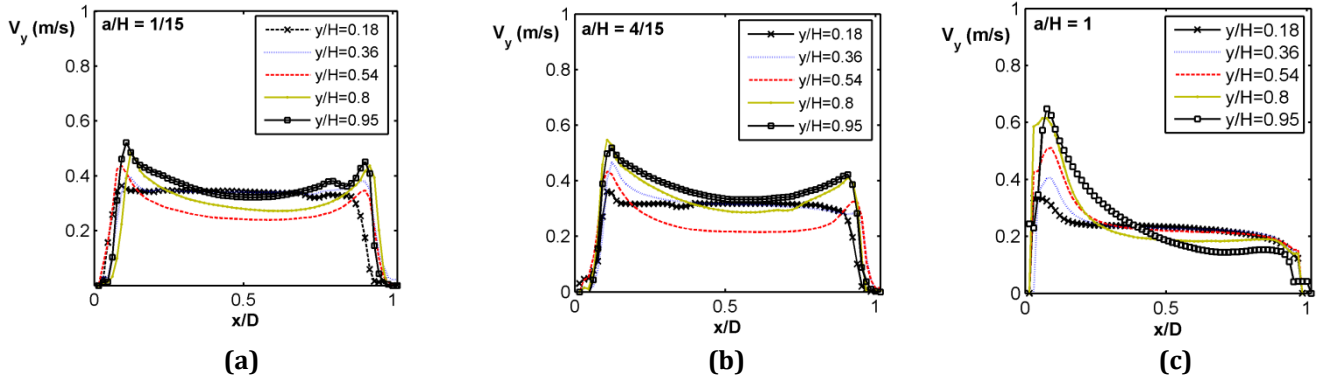 V_y (m/s)
a/H = 1/15
y/H=0.18
y/H=0.36
y/H=0.54
y/H=0.8
y/H=0.95
1
0.8
0.6
0.4
0.2
0 0.5 1
x/D
(a)
V_y (m/s)
a/H = 4/15
y/H=0.18
y/H=0.36
y/H=0.54
y/H=0.8
y/H=0.95
1
0.8
0.6
0.4
0.2
0
0 0.5 1
x/D
(b)
V_y (m/s)
a/H = 1
y/H=0.18
y/H=0.36
y/H=0.54
y/H=0.8
y/H=0.95
1
0.8
0.6
0.4
0.2
0
0 0.5 1
x/D
(c)